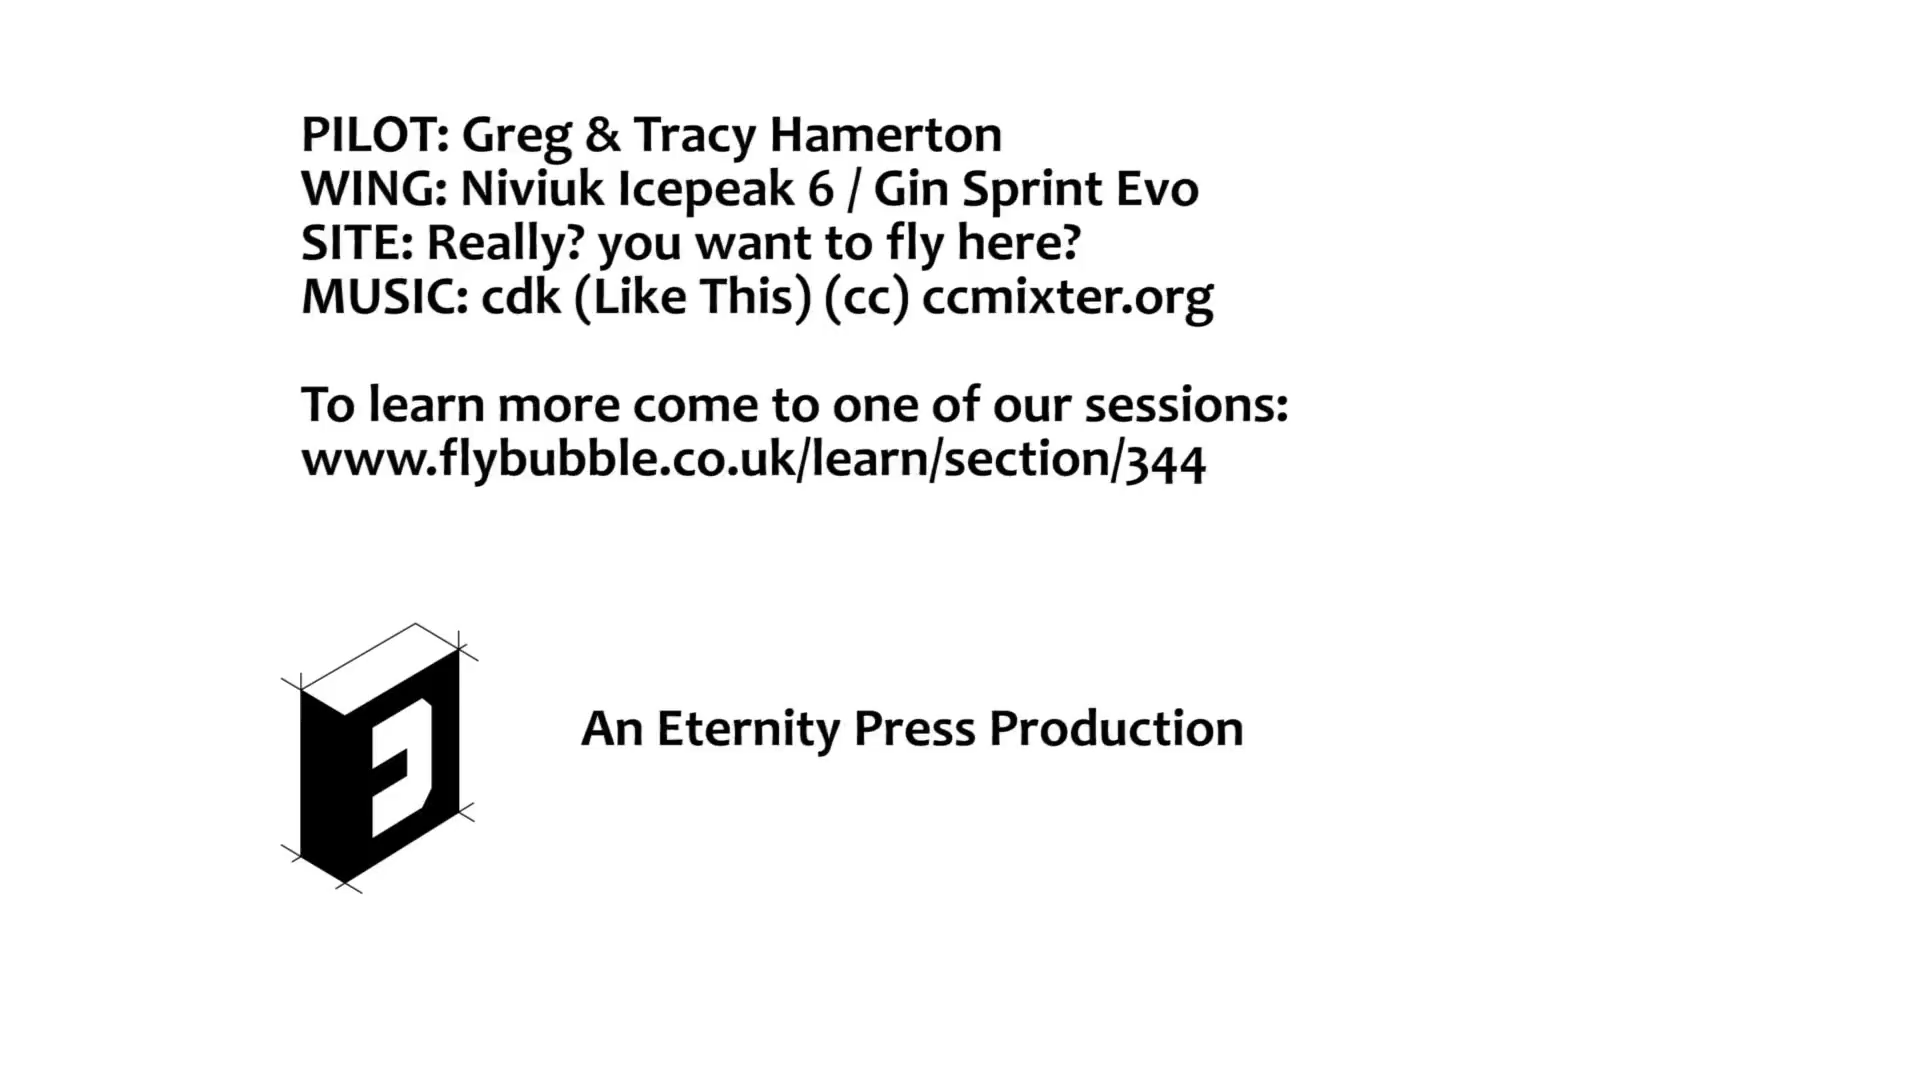 PILOT: Greg & Tracy Hamerton
WING: Niviuk Icepeak 6 / Gin Sprint Evo
SITE: Really? you want to fly here?
MUSIC: cdk (Like This) (cc) ccmixter.org
To learn more come to one of our sessions:
www.flybubble.co.uk/learn/section/344
An Eternity Press Production